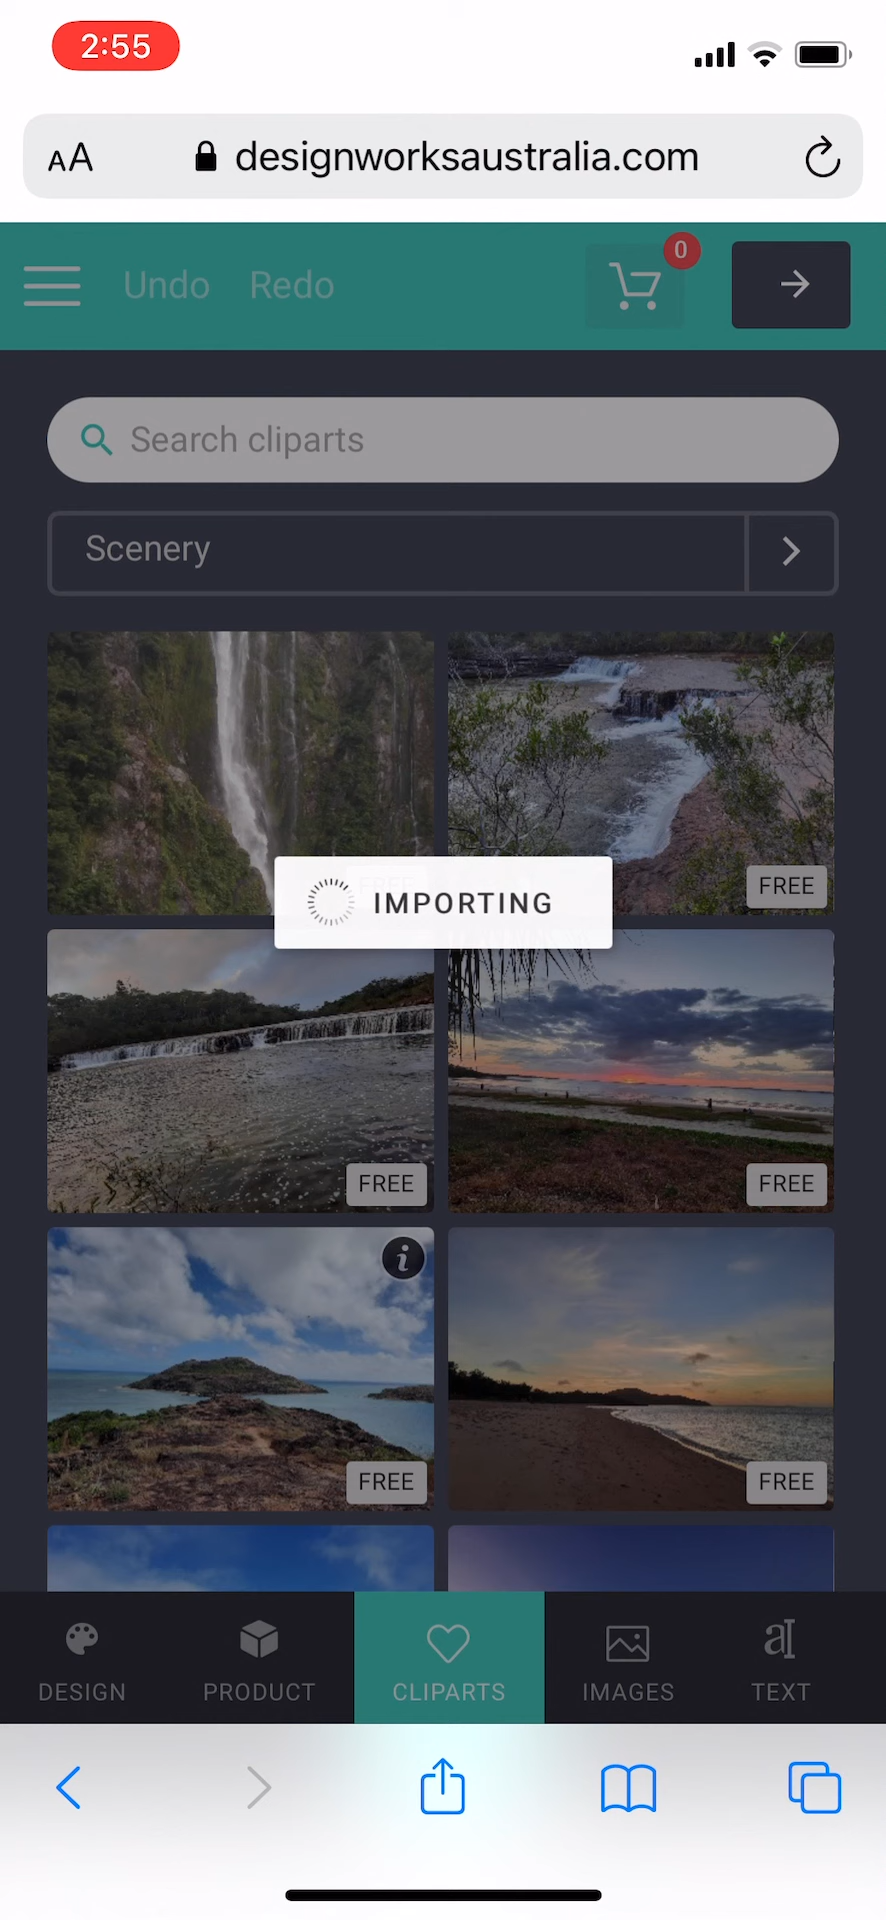 2:55
AA designworksaustralia.com
Undo Redo 0
Search cliparts
Scenery
FREE
IMPORTING
FREE
FREE
FREE
FREE
FREE
DESIGN PRODUCT CLIPARTS IMAGES TEXT